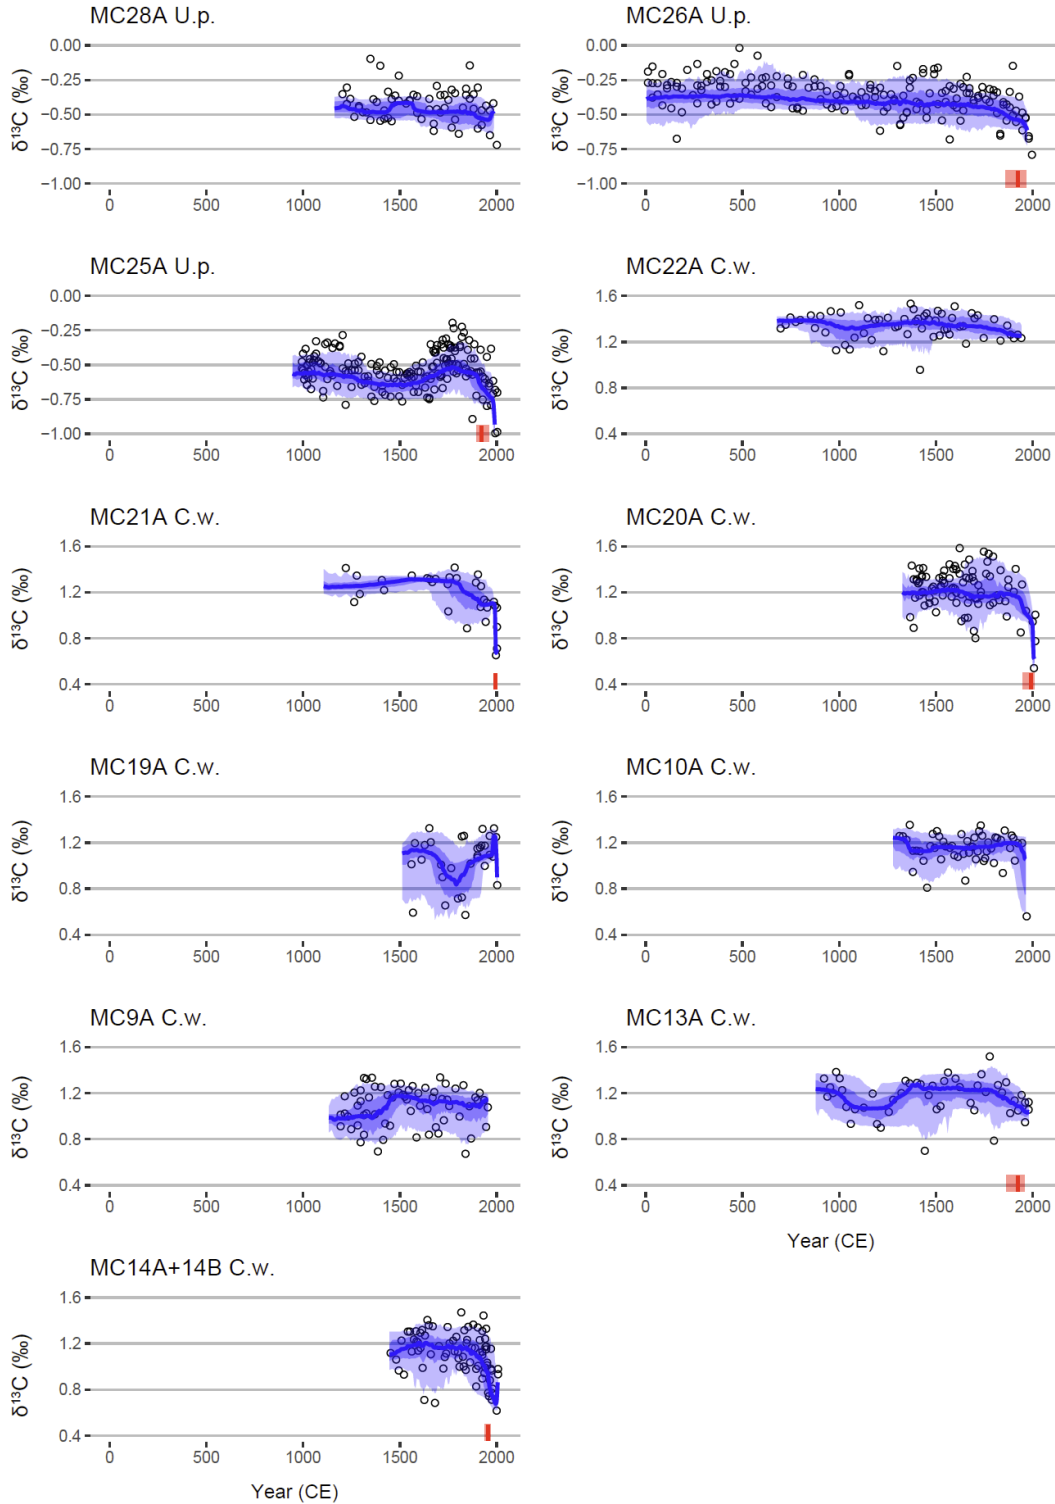 MC28A U.p.
δ¹³C (‰)
0.00
−0.25
−0.50
−0.75
−1.00
0 500 1000 1500 2000
MC26A U.p.
δ¹³C (‰)
0.00
−0.25
−0.50
−0.75
−1.00
0 500 1000 1500 2000
MC25A U.p.
δ¹³C (‰)
0.00
−0.25
−0.50
−0.75
−1.00
0 500 1000 1500 2000
MC22A C.w.
δ¹³C (‰)
1.6
1.2
0.8
0.4
0 500 1000 1500 2000
MC21A C.w.
δ¹³C (‰)
1.6
1.2
0.8
0.4
0 500 1000 1500 2000
MC20A C.w.
δ¹³C (‰)
1.6
1.2
0.8
0.4
0 500 1000 1500 2000
MC19A C.w.
δ¹³C (‰)
1.6
1.2
0.8
0.4
0 500 1000 1500 2000
MC10A C.w.
δ¹³C (‰)
1.6
1.2
0.8
0.4
0 500 1000 1500 2000
MC9A C.w.
δ¹³C (‰)
1.6
1.2
0.8
0.4
0 500 1000 1500 2000
MC13A C.w.
δ¹³C (‰)
1.6
1.2
0.8
0.4
0 500 1000 1500 2000
Year (CE)
MC14A+14B C.w.
δ¹³C (‰)
1.6
1.2
0.8
0.4
0 500 1000 1500 2000
Year (CE)